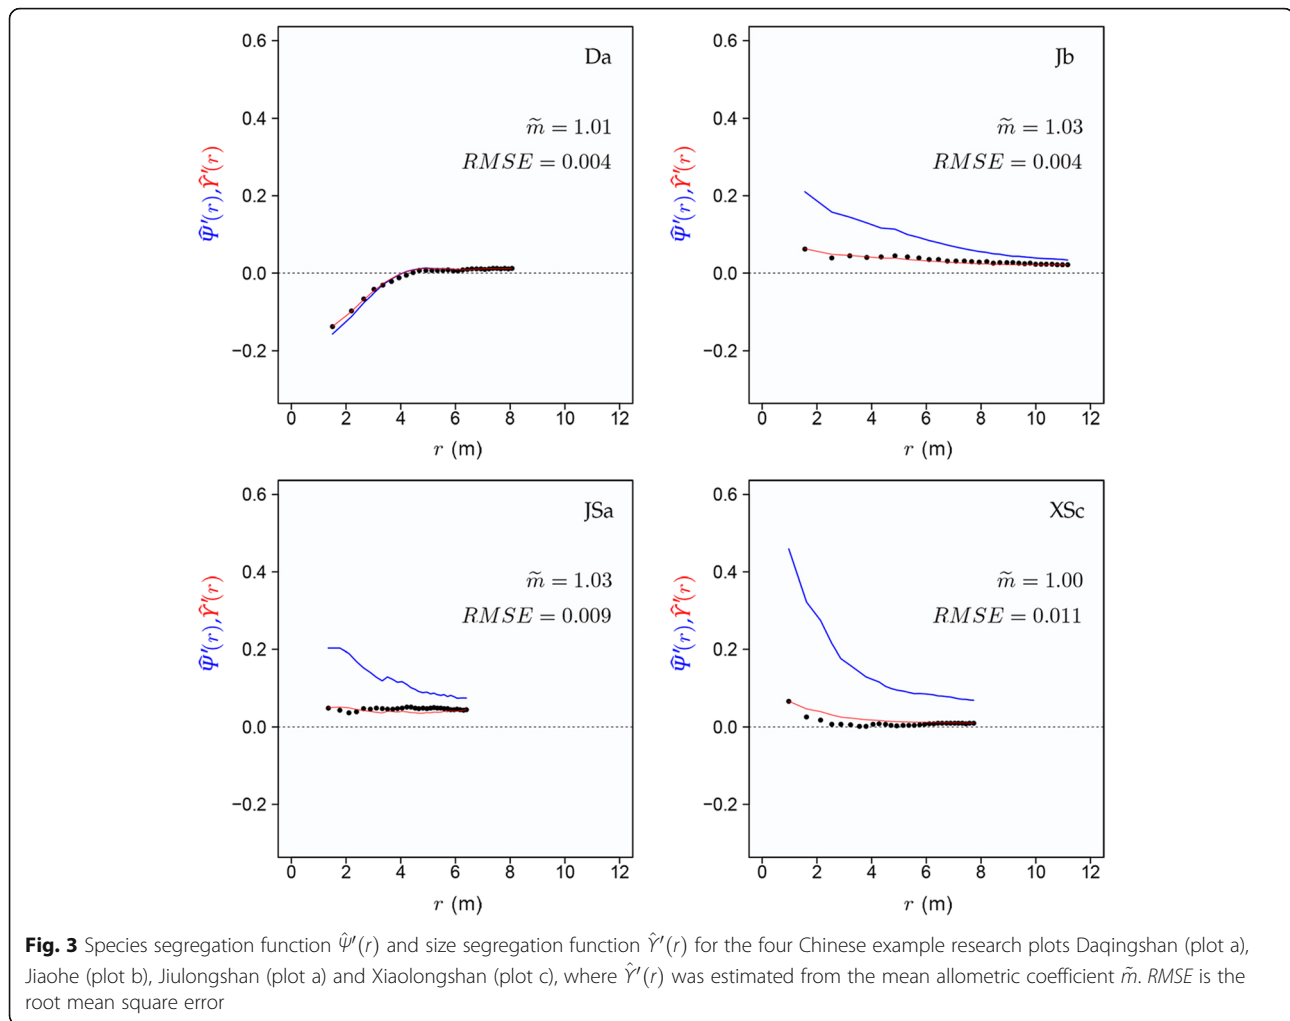 0.6
0.4
0.2
0.0
−0.2
Ψ̂′(r), Υ̂′(r)
Da
m̃ = 1.01
RMSE = 0.004
0 2 4 6 8 10 12
r (m)
0.6
0.4
0.2
0.0
−0.2
Ψ̂′(r), Υ̂′(r)
Jb
m̃ = 1.03
RMSE = 0.004
0 2 4 6 8 10 12
r (m)
0.6
0.4
0.2
0.0
−0.2
Ψ̂′(r), Υ̂′(r)
JSa
m̃ = 1.03
RMSE = 0.009
0 2 4 6 8 10 12
r (m)
0.6
0.4
0.2
0.0
−0.2
Ψ̂′(r), Υ̂′(r)
XSc
m̃ = 1.00
RMSE = 0.011
0 2 4 6 8 10 12
r (m)
Fig. 3 Species segregation function Ψ̂′(r) and size segregation function Υ̂′(r) for the four Chinese example research plots Daqingshan (plot a),
Jiaohe (plot b), Jiulongshan (plot a) and Xiaolongshan (plot c), where Υ̂′(r) was estimated from the mean allometric coefficient m̃. RMSE is the
root mean square error